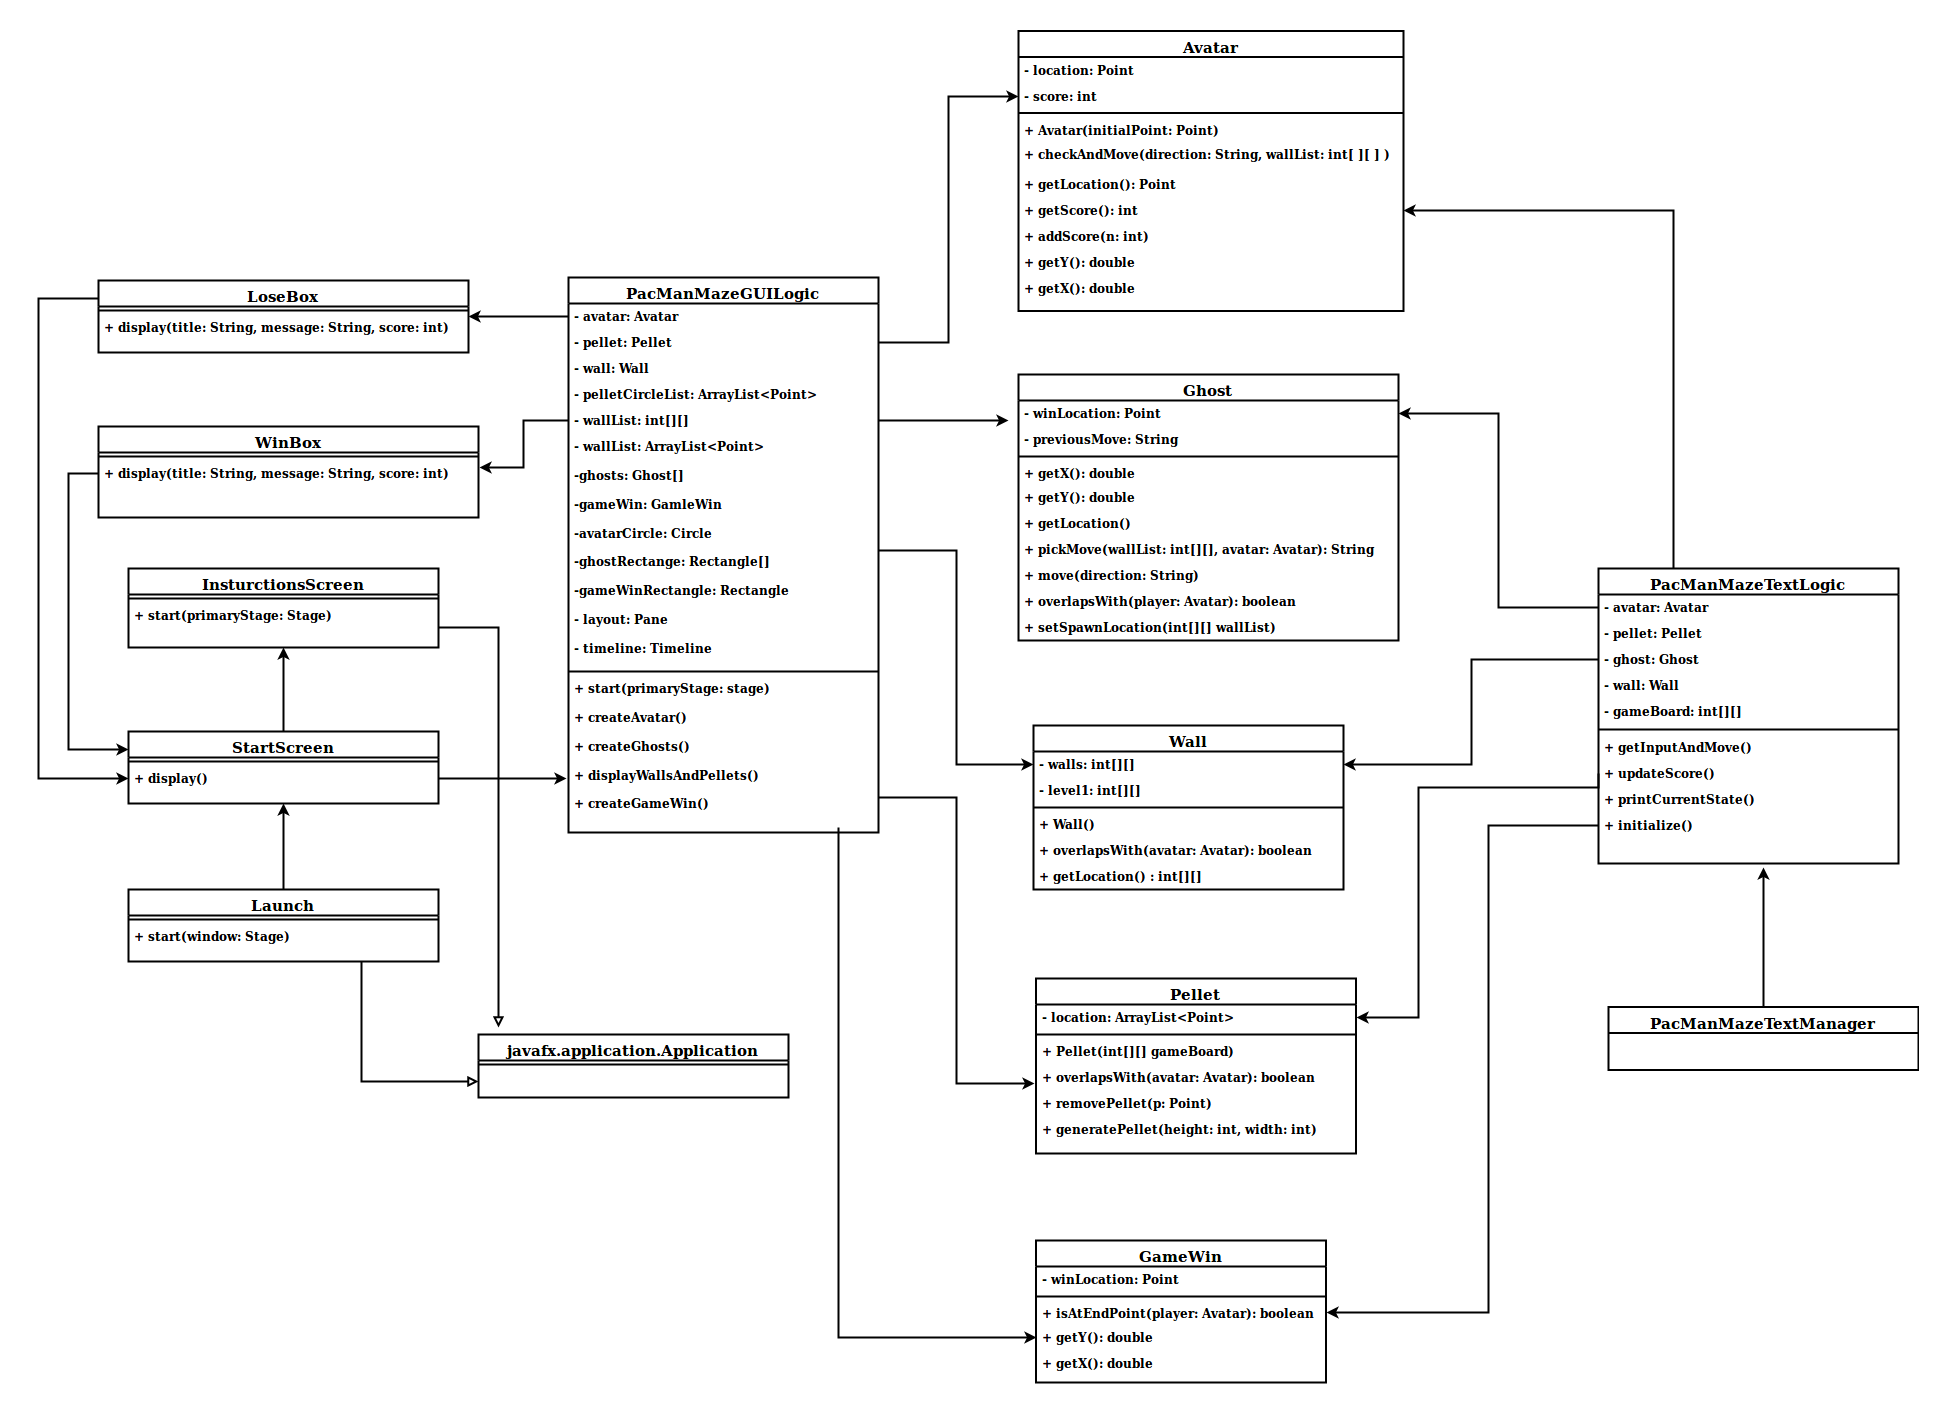 Avatar
- location: Point
- score: int
+ Avatar(initialPoint: Point)
+ checkAndMove(direction: String, wallList: int[ ][ ] )
+ getLocation(): Point
+ getScore(): int
+ addScore(n: int)
+ getY(): double
+ getX(): double
LoseBox
+ display(title: String, message: String, score: int)
WinBox
+ display(title: String, message: String, score: int)
InsturctionsScreen
+ start(primaryStage: Stage)
StartScreen
+ display()
Launch
+ start(window: Stage)
javafx.application.Application
PacManMazeGUILogic
- avatar: Avatar
- pellet: Pellet
- wall: Wall
- pelletCircleList: ArrayList<Point>
- wallList: int[][]
- wallList: ArrayList<Point>
-ghosts: Ghost[]
-gameWin: GamleWin
-avatarCircle: Circle
-ghostRectange: Rectangle[]
-gameWinRectangle: Rectangle
- layout: Pane
- timeline: Timeline
+ start(primaryStage: stage)
+ createAvatar()
+ createGhosts()
+ displayWallsAndPellets()
+ createGameWin()
Ghost
- winLocation: Point
- previousMove: String
+ getX(): double
+ getY(): double
+ getLocation()
+ pickMove(wallList: int[][], avatar: Avatar): String
+ move(direction: String)
+ overlapsWith(player: Avatar): boolean
+ setSpawnLocation(int[][] wallList)
Wall
- walls: int[][]
- level1: int[][]
+ Wall()
+ overlapsWith(avatar: Avatar): boolean
+ getLocation() : int[][]
Pellet
- location: ArrayList<Point>
+ Pellet(int[][] gameBoard)
+ overlapsWith(avatar: Avatar): boolean
+ removePellet(p: Point)
+ generatePellet(height: int, width: int)
GameWin
- winLocation: Point
+ isAtEndPoint(player: Avatar): boolean
+ getY(): double
+ getX(): double
PacManMazeTextLogic
- avatar: Avatar
- pellet: Pellet
- ghost: Ghost
- wall: Wall
- gameBoard: int[][]
+ getInputAndMove()
+ updateScore()
+ printCurrentState()
+ initialize()
PacManMazeTextManager